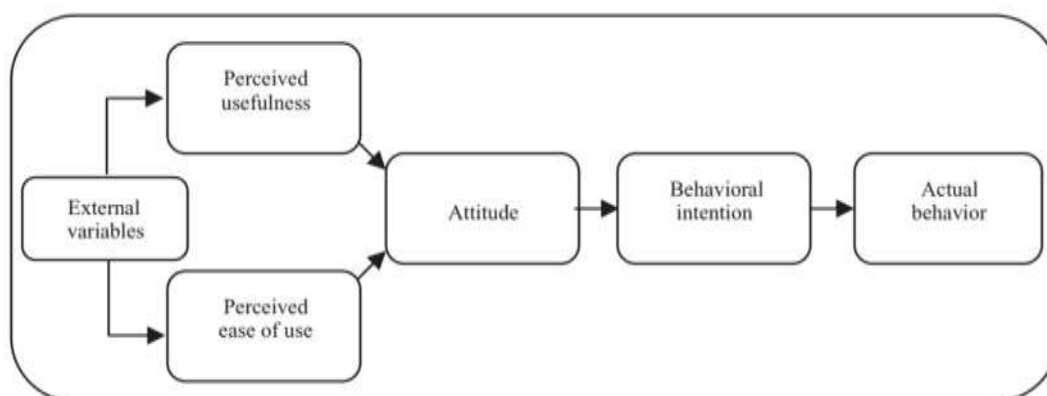 Perceived
usefulness
External
variables
Attitude
Behavioral
intention
Actual
behavior
Perceived
ease of use